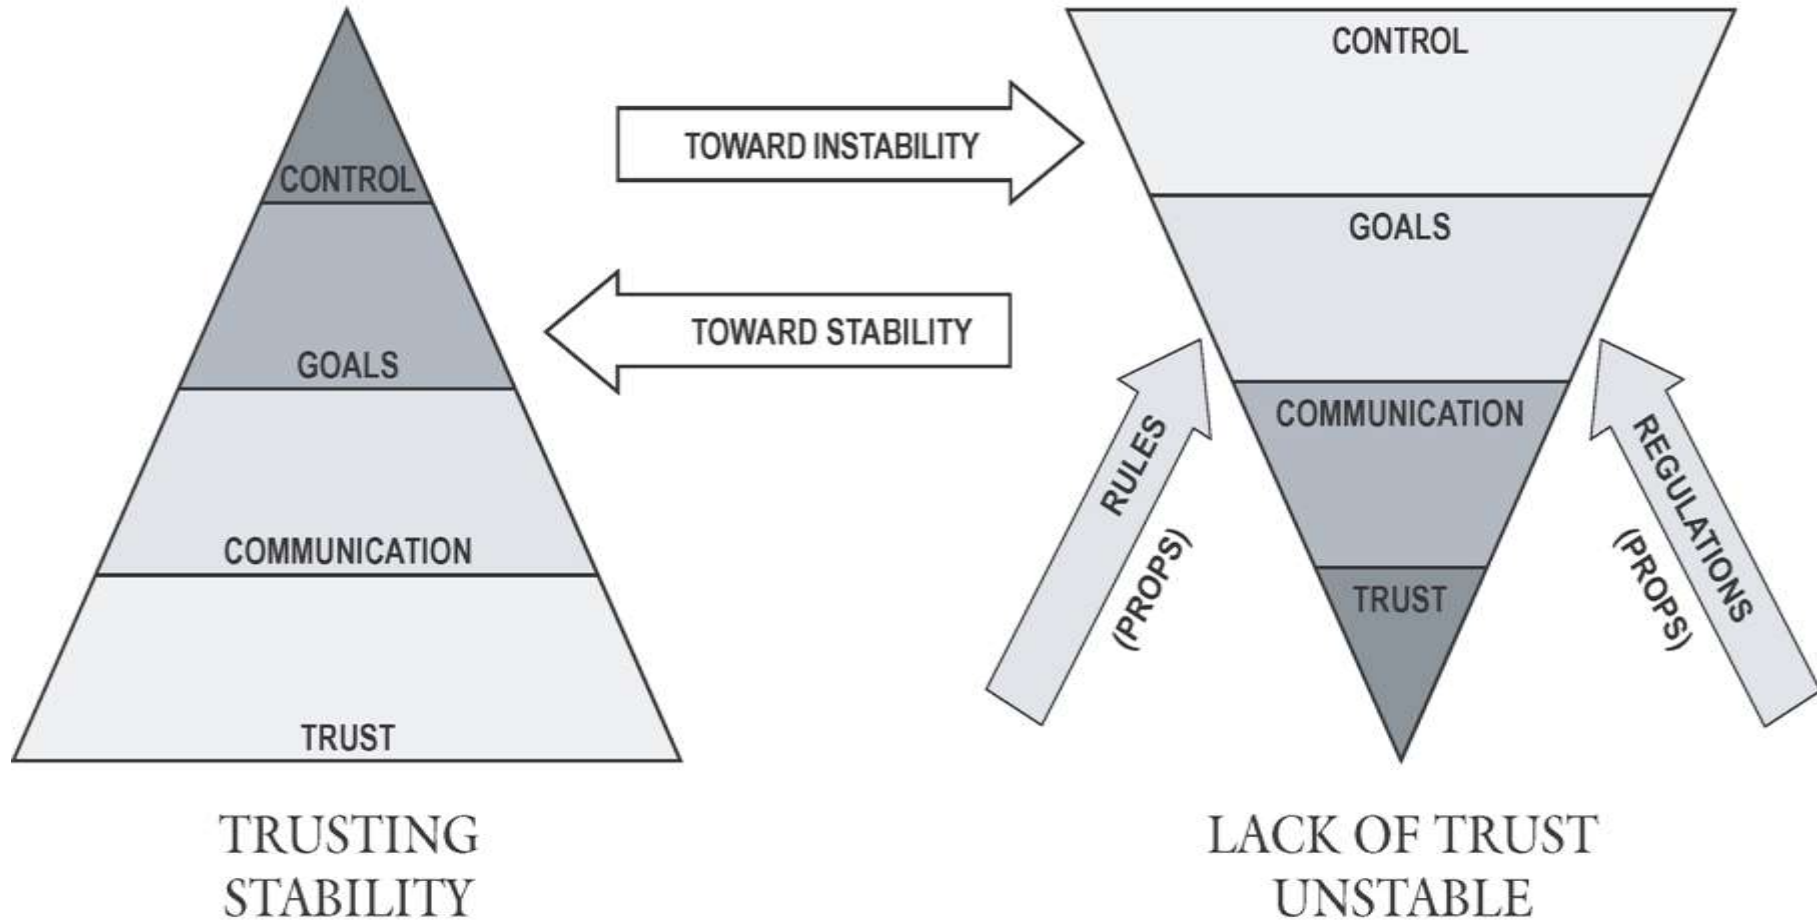 CONTROL
GOALS
COMMUNICATION
TRUST
TRUSTING
STABILITY
TOWARD INSTABILITY
TOWARD STABILITY
CONTROL
GOALS
COMMUNICATION
TRUST
RULES
(PROPS)
REGULATIONS
(PROPS)
LACK OF TRUST
UNSTABLE